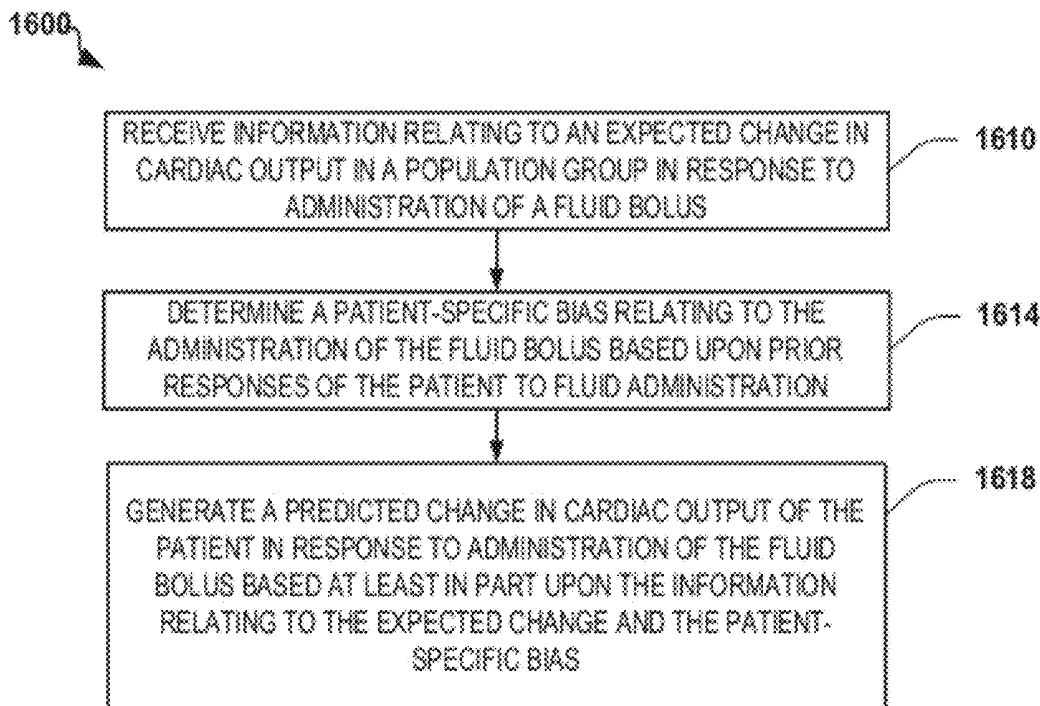 1600
RECEIVE INFORMATION RELATING TO AN EXPECTED CHANGE IN
CARDIAC OUTPUT IN A POPULATION GROUP IN RESPONSE TO
ADMINISTRATION OF A FLUID BOLUS
1610
DETERMINE A PATIENT-SPECIFIC BIAS RELATING TO THE
ADMINISTRATION OF THE FLUID BOLUS BASED UPON PRIOR
RESPONSES OF THE PATIENT TO FLUID ADMINISTRATION
1614
GENERATE A PREDICTED CHANGE IN CARDIAC OUTPUT OF THE
PATIENT IN RESPONSE TO ADMINISTRATION OF THE FLUID
BOLUS BASED AT LEAST IN PART UPON THE INFORMATION
RELATING TO THE EXPECTED CHANGE AND THE PATIENT-
SPECIFIC BIAS
1618